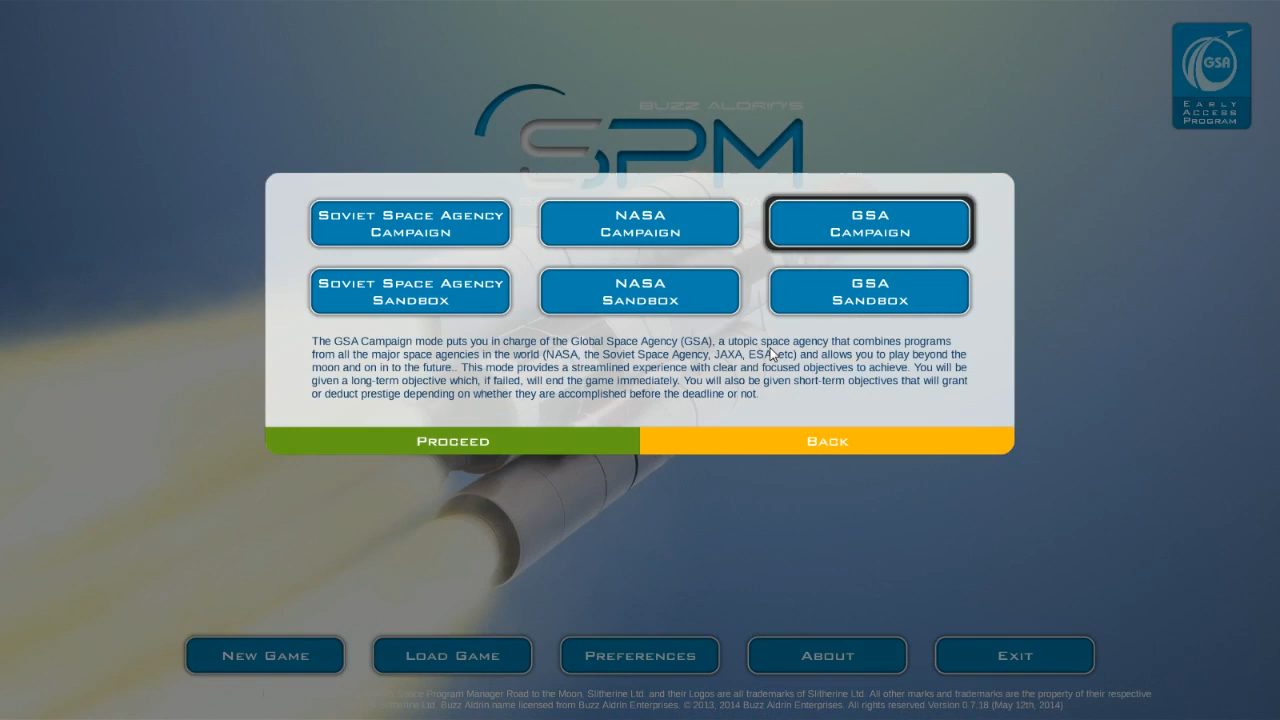 BUZZ ALDRIN'S
SPM
GSA
EARLY
ACCESS
PROGRAM
SOVIET SPACE AGENCY
CAMPAIGN
NASA
CAMPAIGN
GSA
CAMPAIGN
SOVIET SPACE AGENCY
SANDBOX
NASA
SANDBOX
GSA
SANDBOX
The GSA Campaign mode puts you in charge of the Global Space Agency (GSA), a utopic space agency that combines programs
from all the major space agencies in the world (NASA, the Soviet Space Agency, JAXA, ESA, etc) and allows you to play beyond the
moon and on in to the future.. This mode provides a streamlined experience with clear and focused objectives to achieve. You will be
given a long-term objective which, if failed, will end the game immediately. You will also be given short-term objectives that will grant
or deduct prestige depending on whether they are accomplished before the deadline or not.
PROCEED
BACK
NEW GAME
LOAD GAME
PREFERENCES
ABOUT
EXIT
Space Program Manager Road to the Moon, Slitherine Ltd. and their Logos are all trademarks of Slitherine Ltd. All other marks and trademarks are the property of their respective
Slitherine Ltd, Buzz Aldrin name licensed from Buzz Aldrin Enterprises. © 2013, 2014 Buzz Aldrin Enterprises. All rights reserved Version 0.7.18 (May 12th, 2014)